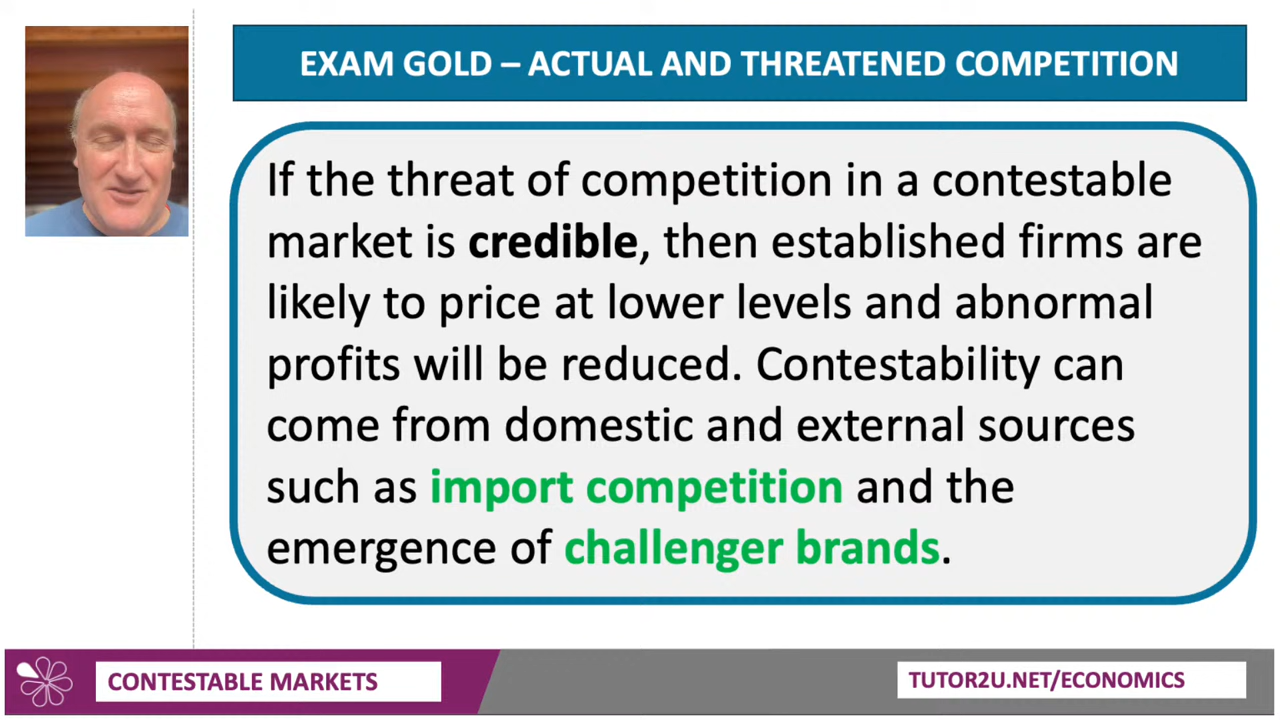 EXAM GOLD – ACTUAL AND THREATENED COMPETITION
If the threat of competition in a contestable
market is credible, then established firms are
likely to price at lower levels and abnormal
profits will be reduced. Contestability can
come from domestic and external sources
such as import competition and the
emergence of challenger brands.
CONTESTABLE MARKETS
TUTOR2U.NET/ECONOMICS